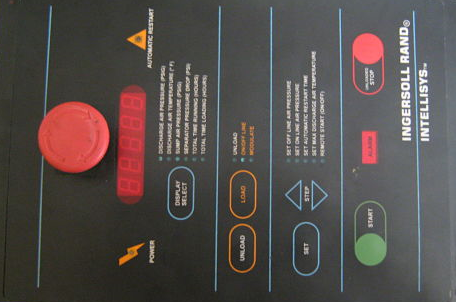 POWER
AUTOMATIC RESTART
DISPLAY
SELECT
DISCHARGE AIR PRESSURE (PSIG)
DISCHARGE AIR TEMPERATURE (°F)
SUMP AIR PRESSURE (PSIG)
SEPARATOR PRESSURE DROP (PSI)
TOTAL TIME RUNNING (HOURS)
TOTAL TIME LOADING (HOURS)
UNLOAD
LOAD
UNLOAD
ON/OFF LINE
MODULATE
SET
STEP
SET OFF LINE AIR PRESSURE
SET ON LINE AIR PRESSURE
SET AUTOMATIC RESTART TIME
SET MAX DISCHARGE AIR TEMPERATURE
REMOTE START (ON/OFF)
START
ALARM
UNLOADED
STOP
INGERSOLL RAND®
INTELLISYS™